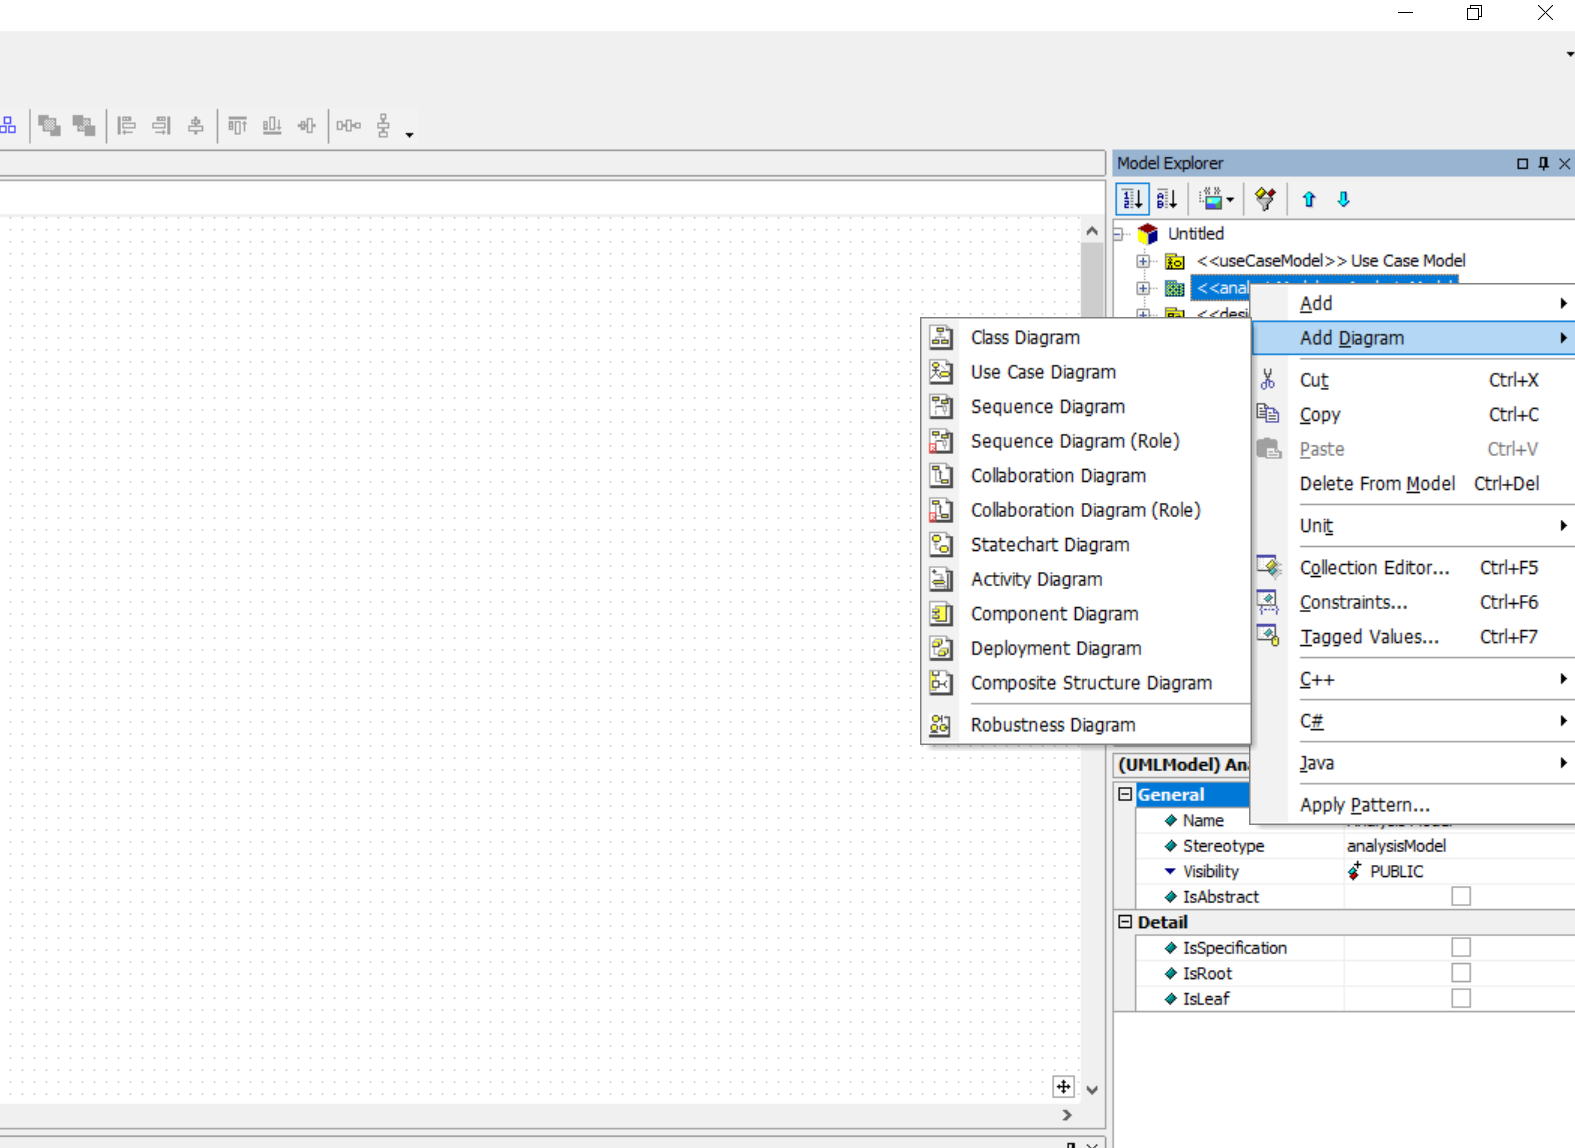 Model Explorer
Untitled
<<useCaseModel>> Use Case Model
<<anal
<<desi
Add
Add Diagram
Cut Ctrl+X
Copy Ctrl+C
Paste Ctrl+V
Delete From Model Ctrl+Del
Unit
Collection Editor... Ctrl+F5
Constraints... Ctrl+F6
Tagged Values... Ctrl+F7
C++
C#
Java
Apply Pattern...
Class Diagram
Use Case Diagram
Sequence Diagram
Sequence Diagram (Role)
Collaboration Diagram
Collaboration Diagram (Role)
Statechart Diagram
Activity Diagram
Component Diagram
Deployment Diagram
Composite Structure Diagram
Robustness Diagram
(UMLModel) An
General
Name
Stereotype analysisModel
Visibility PUBLIC
IsAbstract
Detail
IsSpecification
IsRoot
IsLeaf